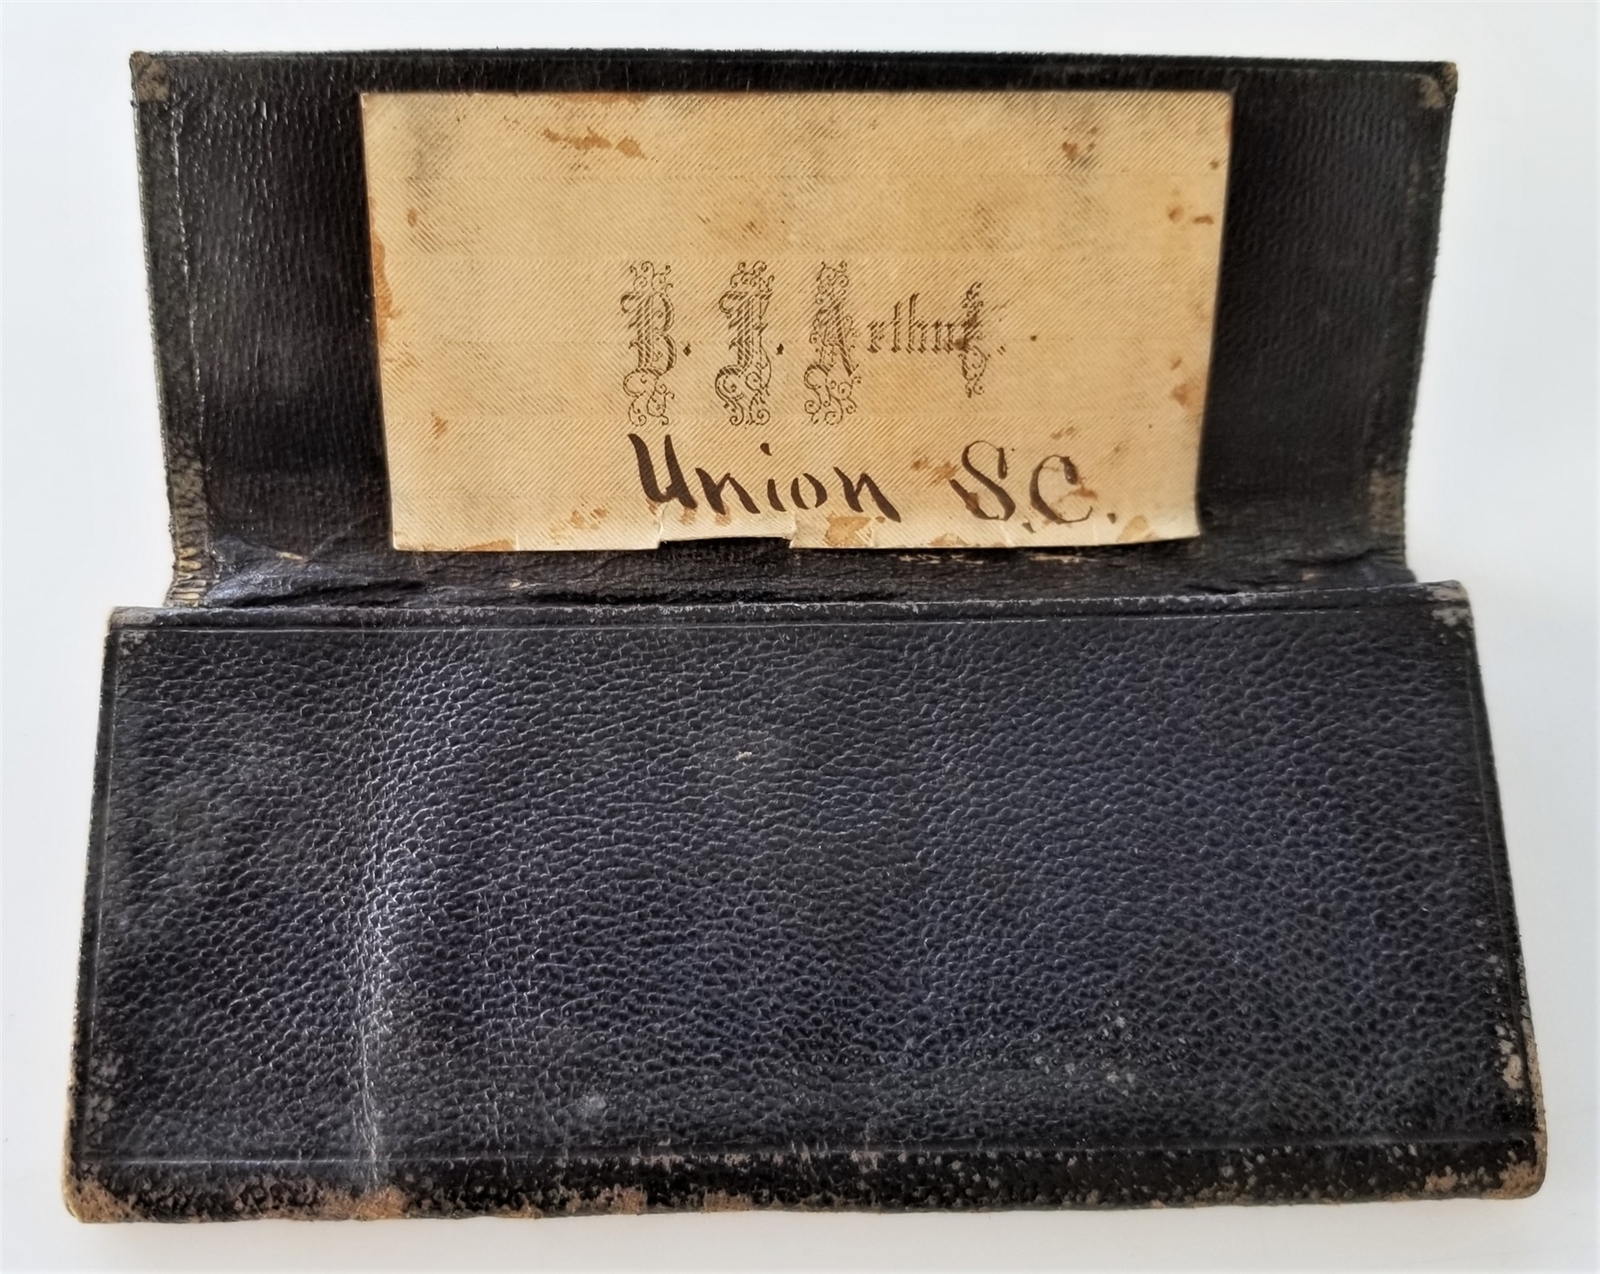 B. F. Arthur.
Union S.C.